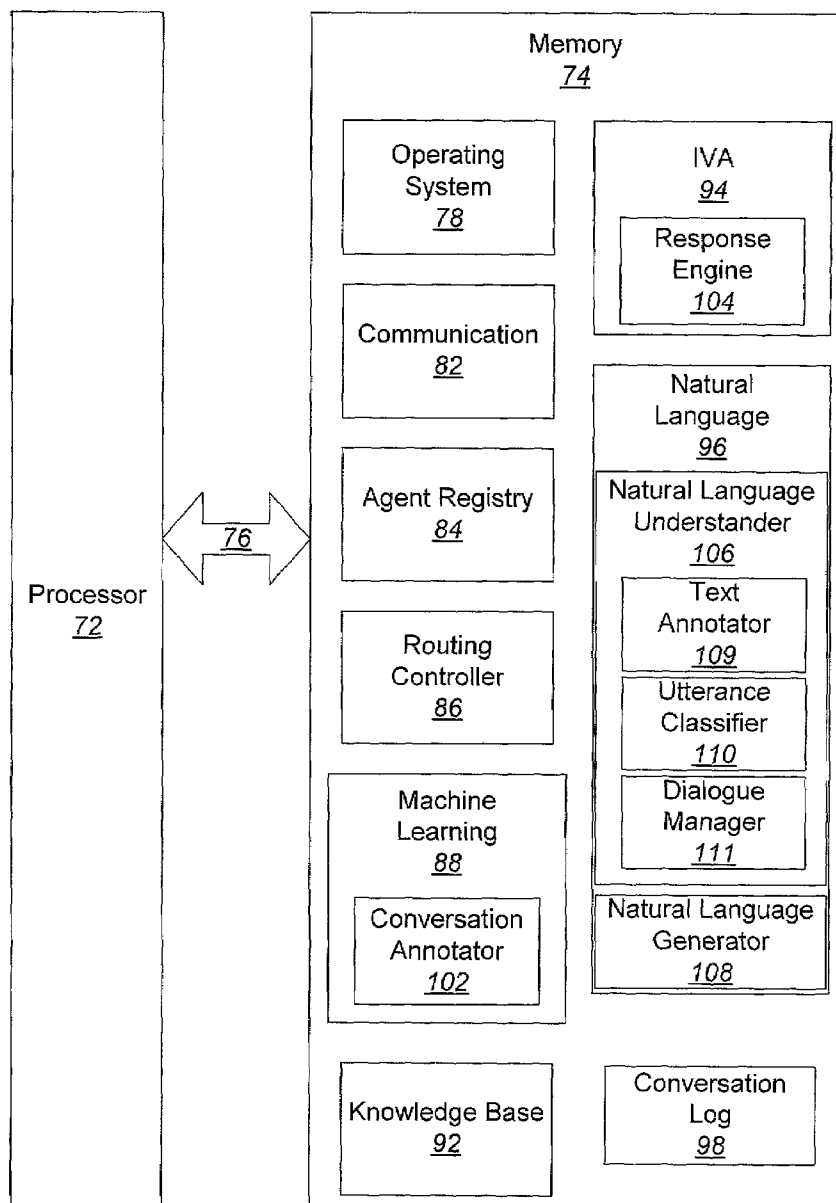 Processor
72
76
Memory
74
Operating
System
78
Communication
82
Agent Registry
84
Routing
Controller
86
Machine
Learning
88
Conversation
Annotator
102
Knowledge Base
92
IVA
94
Response
Engine
104
Natural
Language
96
Natural Language
Understander
106
Text
Annotator
109
Utterance
Classifier
110
Dialogue
Manager
111
Natural Language
Generator
108
Conversation
Log
98